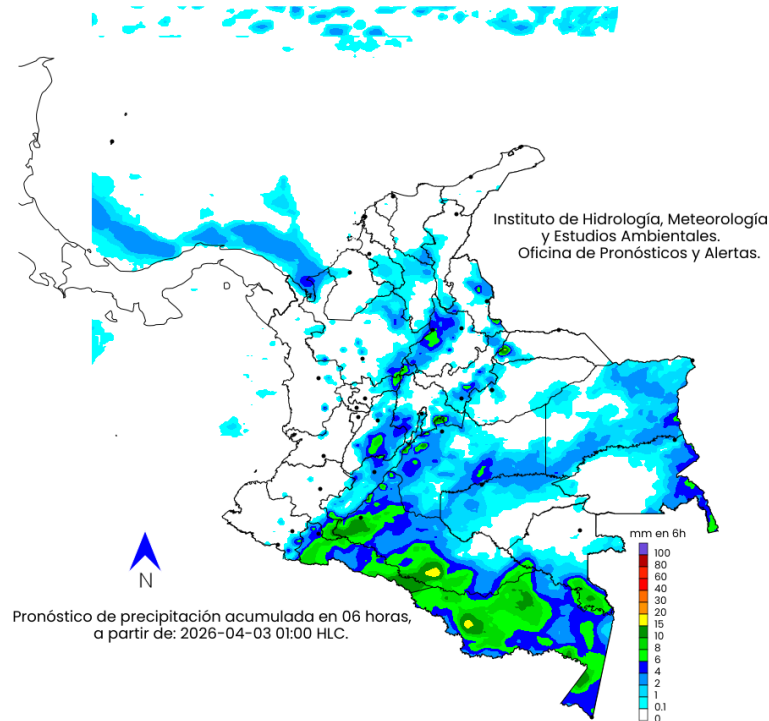 Instituto de Hidrología, Meteorología
y Estudios Ambientales.
Oficina de Pronósticos y Alertas.
mm en 6h
100
80
60
40
30
20
15
10
8
6
4
2
1
0.1
0
N
Pronóstico de precipitación acumulada en 06 horas,
a partir de: 2026-04-03 01:00 HLC.